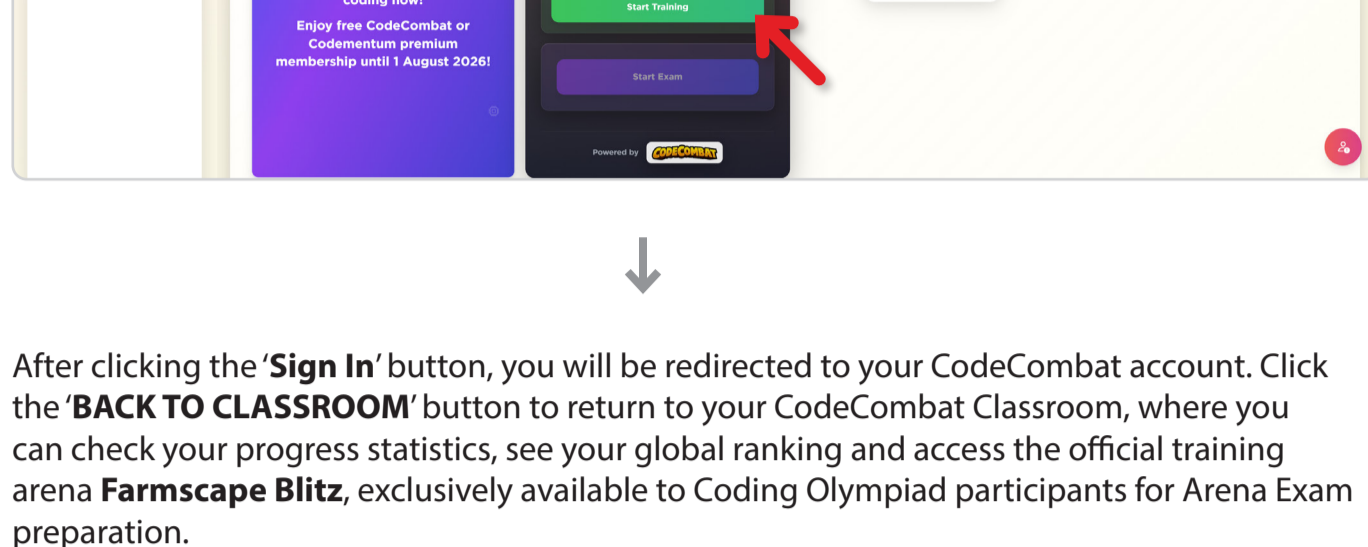 coding now!
Enjoy free CodeCombat or
Codementum premium
membership until 1 August 2026!
Start Training
Start Exam
Powered by CODECOMBAT
After clicking the ‘Sign In’ button, you will be redirected to your CodeCombat account. Click
the ‘BACK TO CLASSROOM’ button to return to your CodeCombat Classroom, where you
can check your progress statistics, see your global ranking and access the official training
arena Farmscape Blitz, exclusively available to Coding Olympiad participants for Arena Exam
preparation.